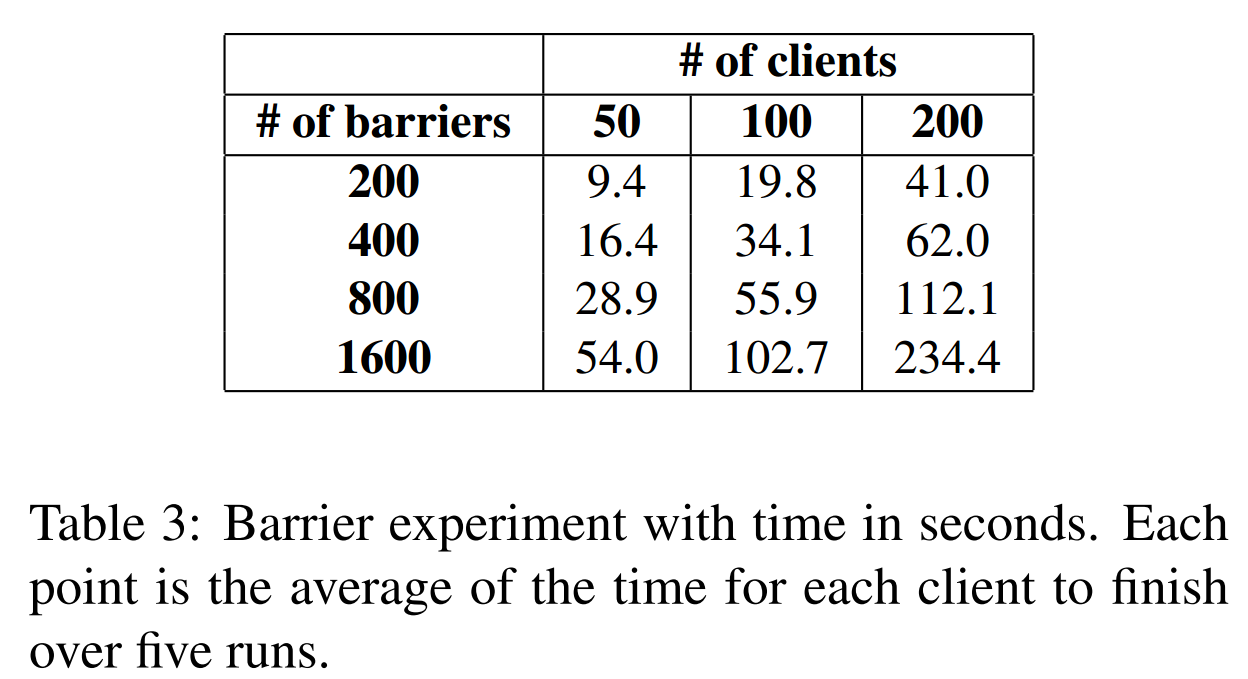 # of clients
# of barriers 50 100 200
200 9.4 19.8 41.0
400 16.4 34.1 62.0
800 28.9 55.9 112.1
1600 54.0 102.7 234.4
Table 3: Barrier experiment with time in seconds. Each
point is the average of the time for each client to finish
over five runs.